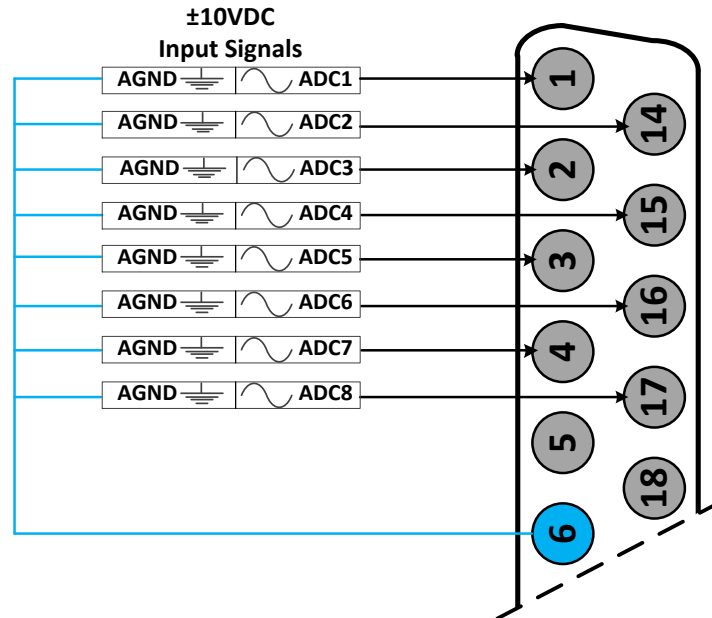 ±10VDC
Input Signals
AGND ADC1
AGND ADC2
AGND ADC3
AGND ADC4
AGND ADC5
AGND ADC6
AGND ADC7
AGND ADC8
1
14
2
15
3
16
4
17
5
18
6